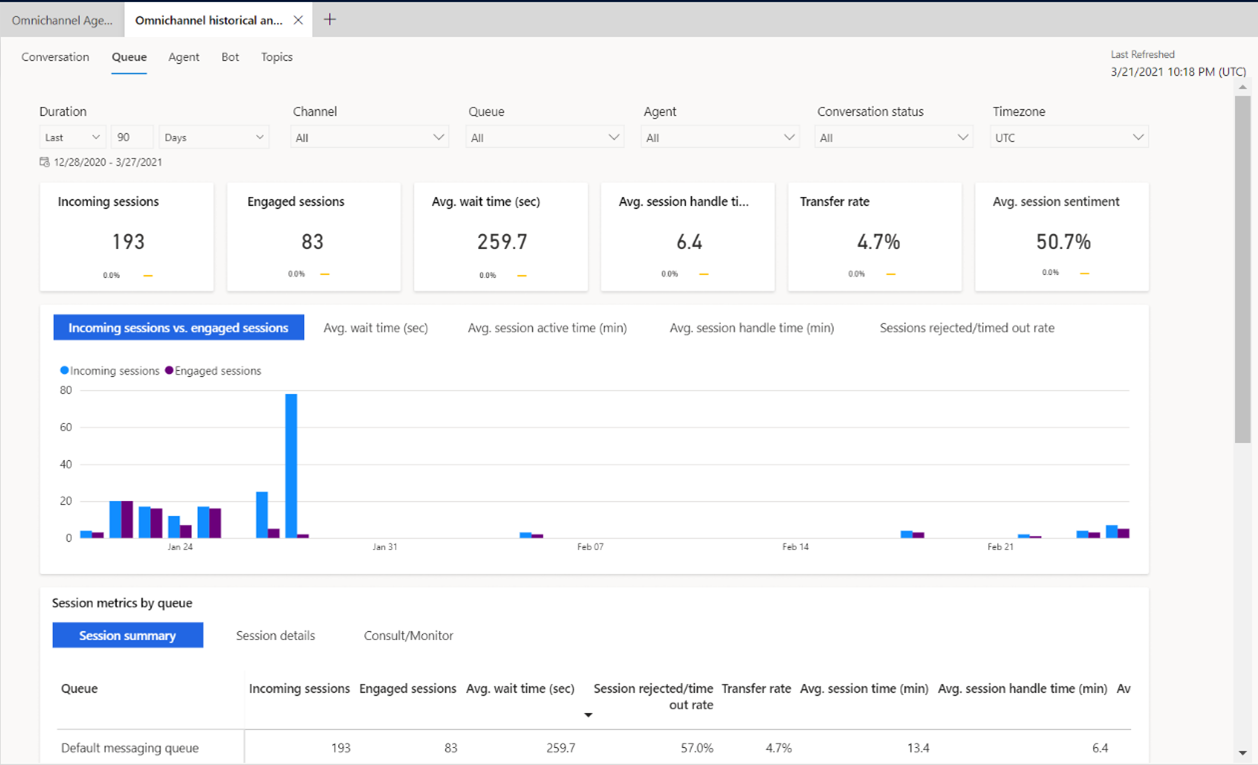 Omnichannel Age...
Omnichannel historical an...
Conversation Queue Agent Bot Topics
Last Refreshed
3/21/2021 10:18 PM (UTC)
Duration Channel Queue Agent Conversation status Timezone
Last 90 Days All All All All UTC
12/28/2020 - 3/27/2021
Incoming sessions Engaged sessions Avg. wait time (sec) Avg. session handle ti... Transfer rate Avg. session sentiment
193 83 259.7 6.4 4.7% 50.7%
0.0% 0.0% 0.0% 0.0% 0.0% 0.0%
Incoming sessions vs. engaged sessions Avg. wait time (sec) Avg. session active time (min) Avg. session handle time (min) Sessions rejected/timed out rate
Incoming sessions Engaged sessions
80
60
40
20
0
Jan 24 Jan 31 Feb 07 Feb 14 Feb 21
Session metrics by queue
Session summary Session details Consult/Monitor
Queue Incoming sessions Engaged sessions Avg. wait time (sec) Session rejected/time Transfer rate Avg. session time (min) Avg. session handle time (min) Av
out rate
Default messaging queue 193 83 259.7 57.0% 4.7% 13.4 6.4